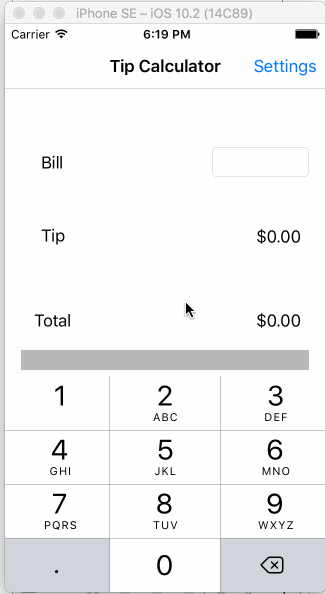 iPhone SE – iOS 10.2 (14C89)
Carrier 6:19 PM
Tip Calculator Settings
Bill
Tip $0.00
Total $0.00
1 2 3
ABC DEF
4 5 6
GHI JKL MNO
7 8 9
PQRS TUV WXYZ
. 0